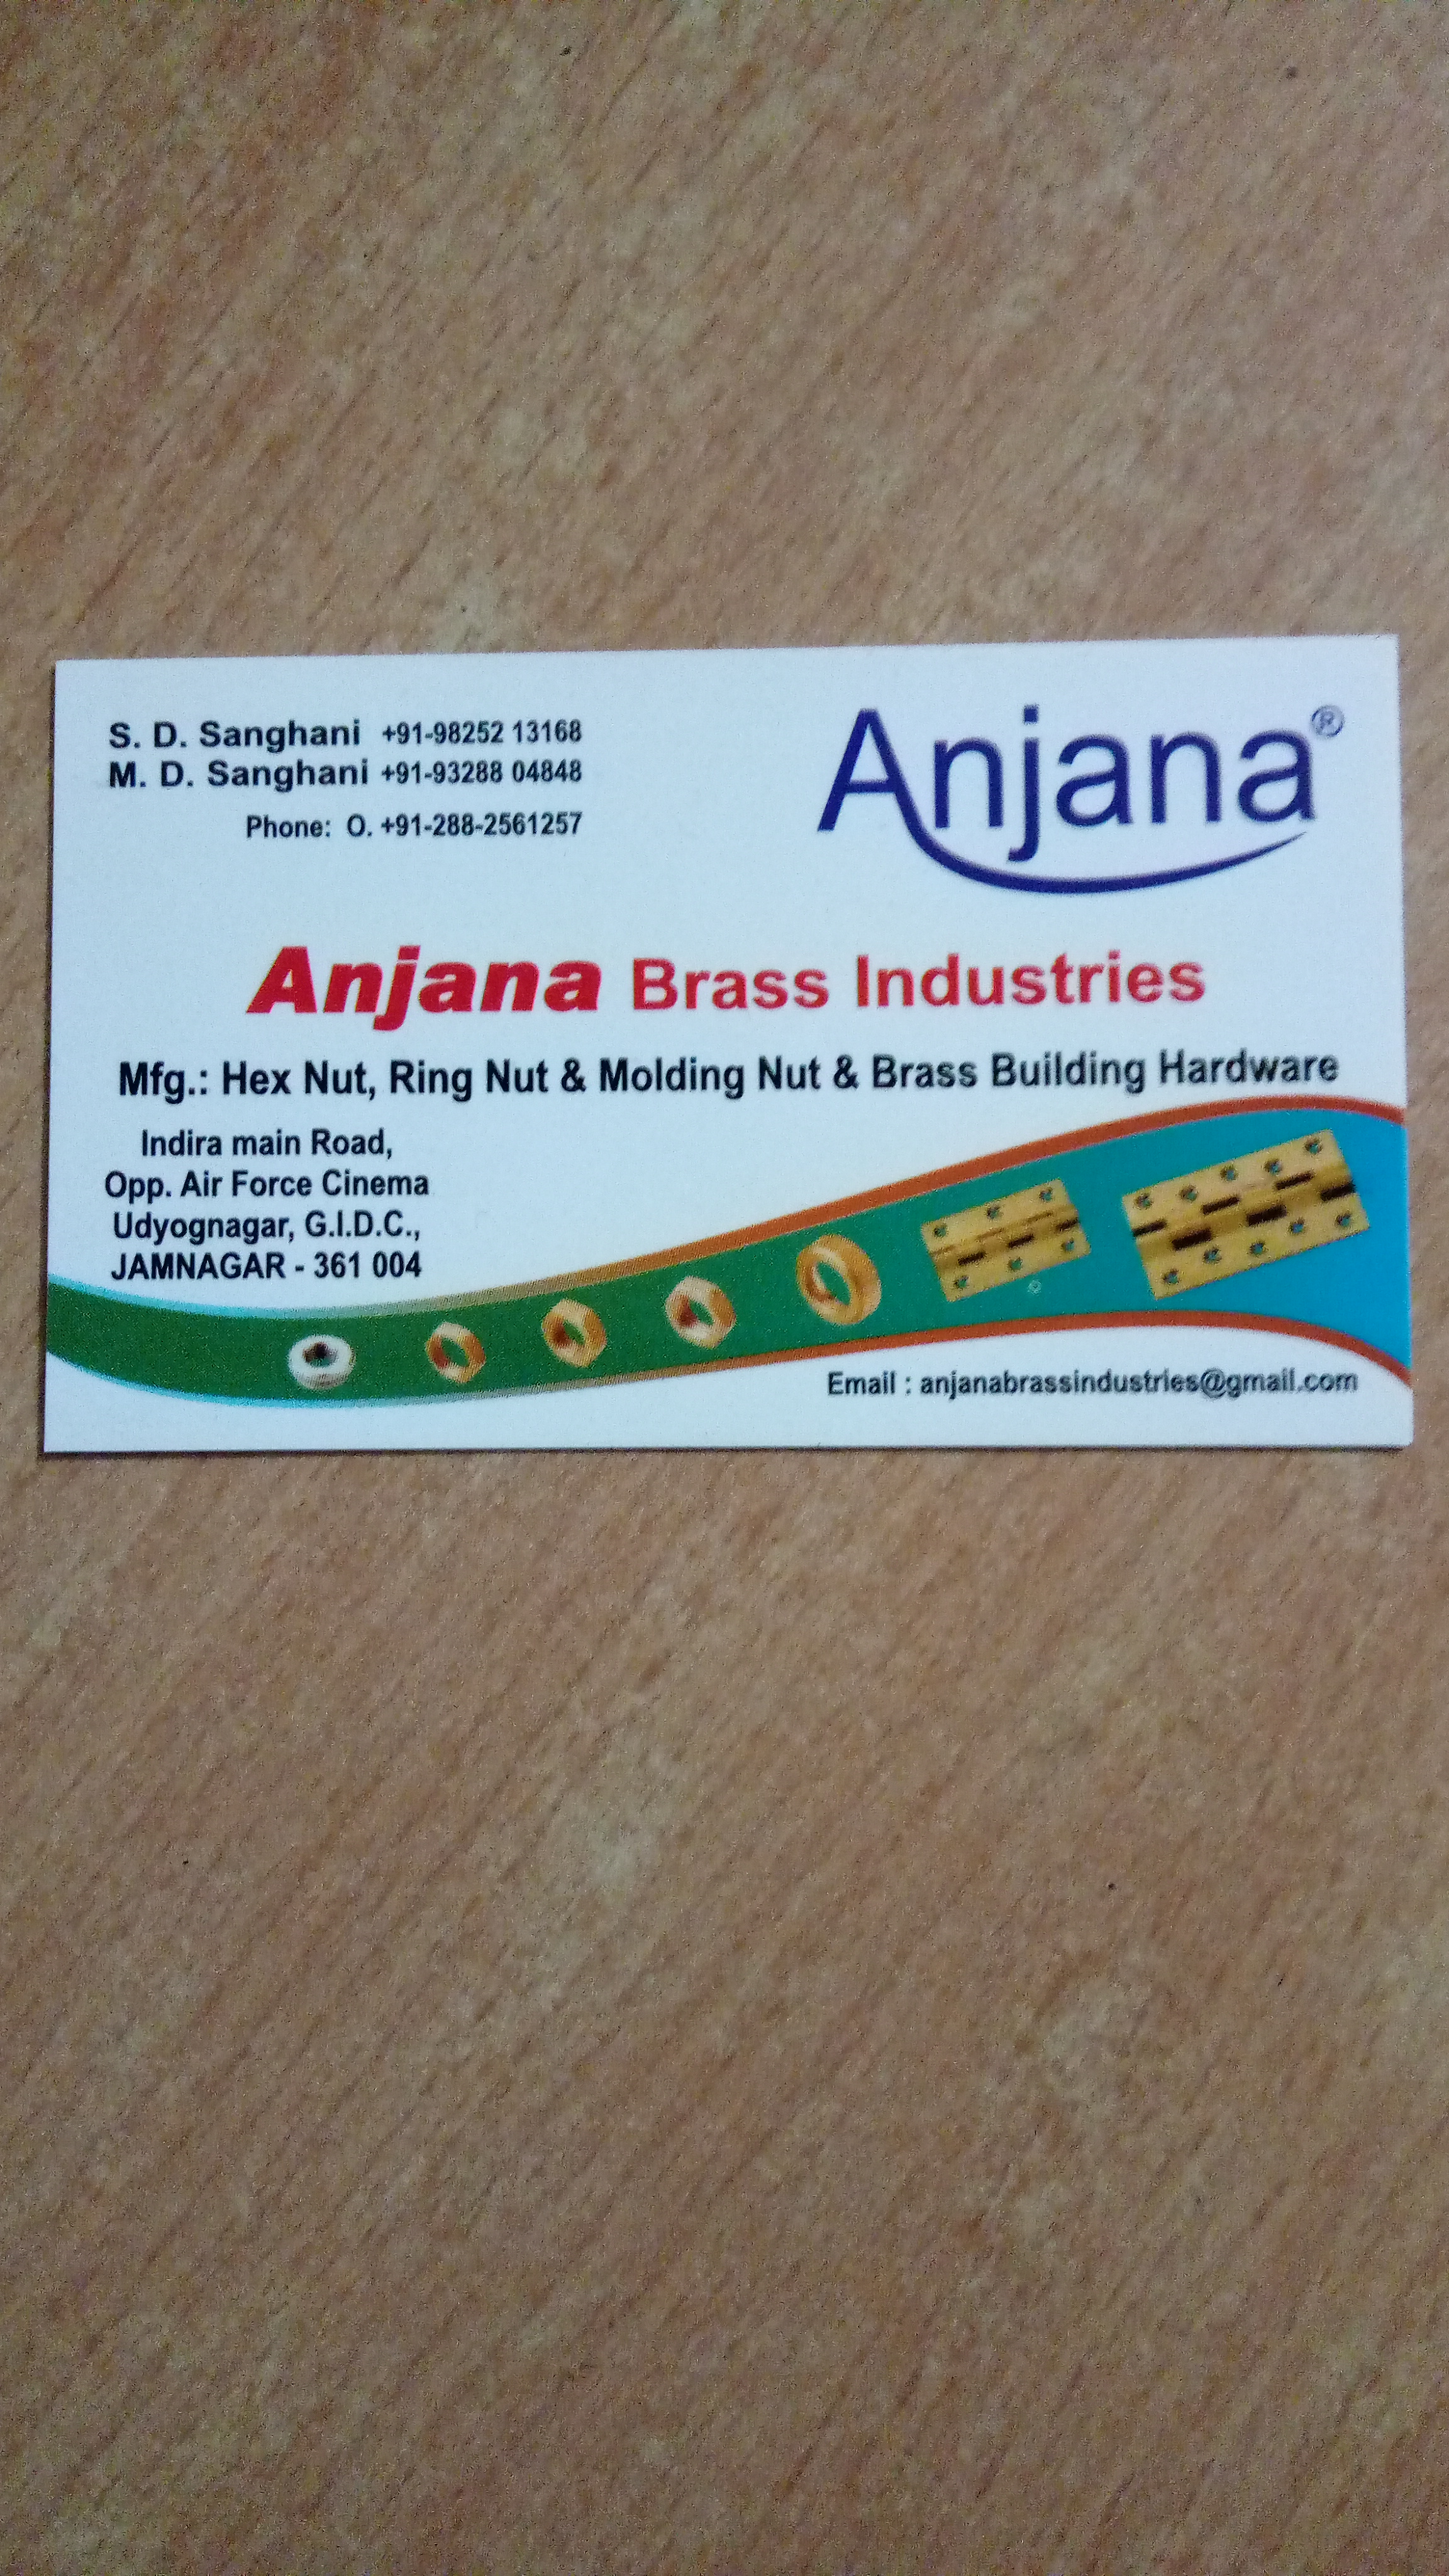 S. D. Sanghani +91-98252 13168
M. D. Sanghani +91-93288 04848
Phone: O. +91-288-2561257
Anjana®
Anjana Brass Industries
Mfg.: Hex Nut, Ring Nut & Molding Nut & Brass Building Hardware
Indira main Road,
Opp. Air Force Cinema
Udyognagar, G.I.D.C.,
JAMNAGAR - 361 004
Email : anjanabrassindustries@gmail.com